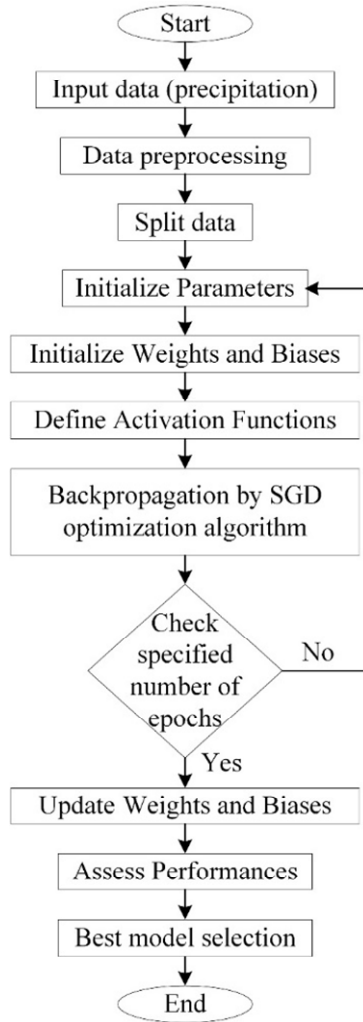 Start
Input data (precipitation)
Data preprocessing
Split data
Initialize Parameters
Initialize Weights and Biases
Define Activation Functions
Backpropagation by SGD
optimization algorithm
Check
specified
number of
epochs
No
Yes
Update Weights and Biases
Assess Performances
Best model selection
End